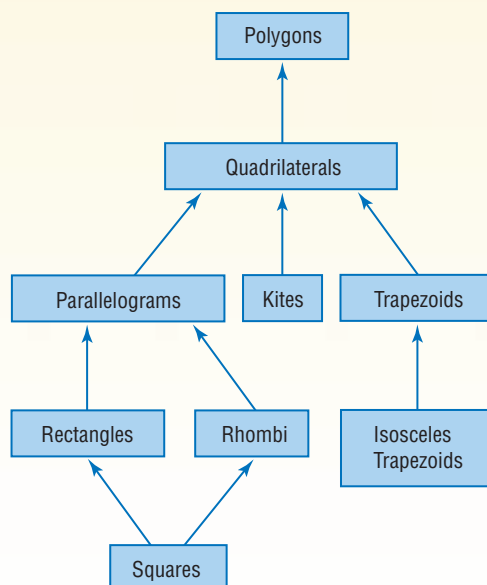 Polygons
Quadrilaterals
Parallelograms
Kites
Trapezoids
Rectangles
Rhombi
Isosceles
Trapezoids
Squares